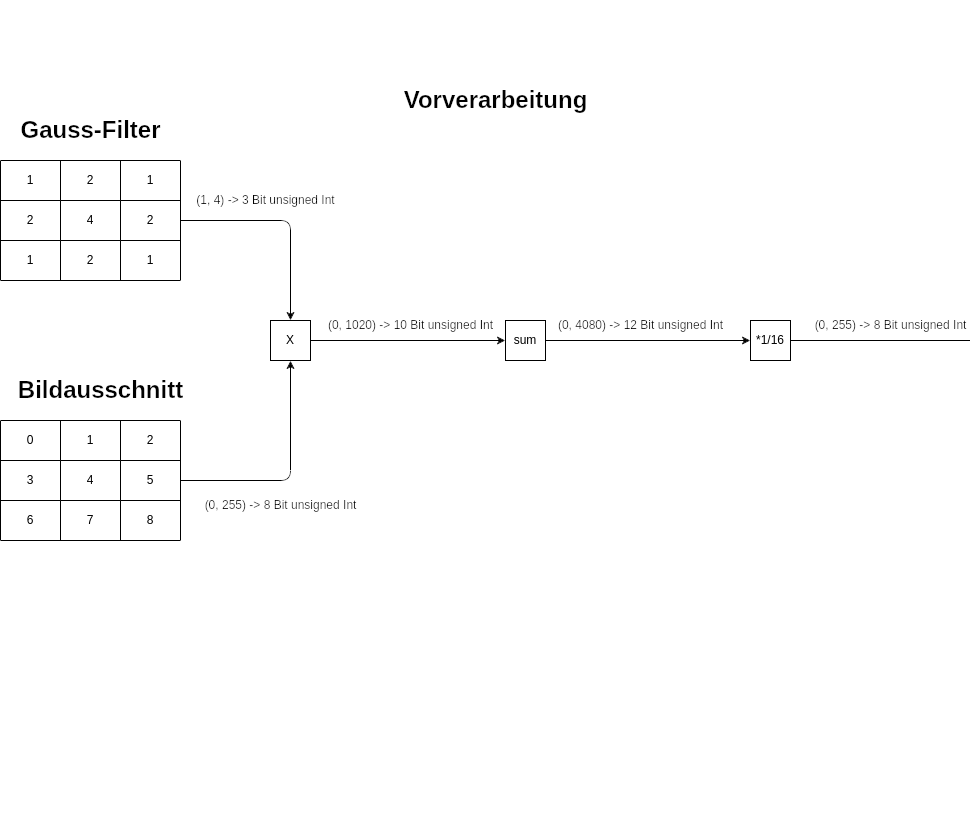 Vorverarbeitung
Gauss-Filter
1 2 1
2 4 2
1 2 1
(1, 4) -> 3 Bit unsigned Int
X
(0, 1020) -> 10 Bit unsigned Int
sum
(0, 4080) -> 12 Bit unsigned Int
*1/16
(0, 255) -> 8 Bit unsigned Int
Bildausschnitt
0 1 2
3 4 5
6 7 8
(0, 255) -> 8 Bit unsigned Int